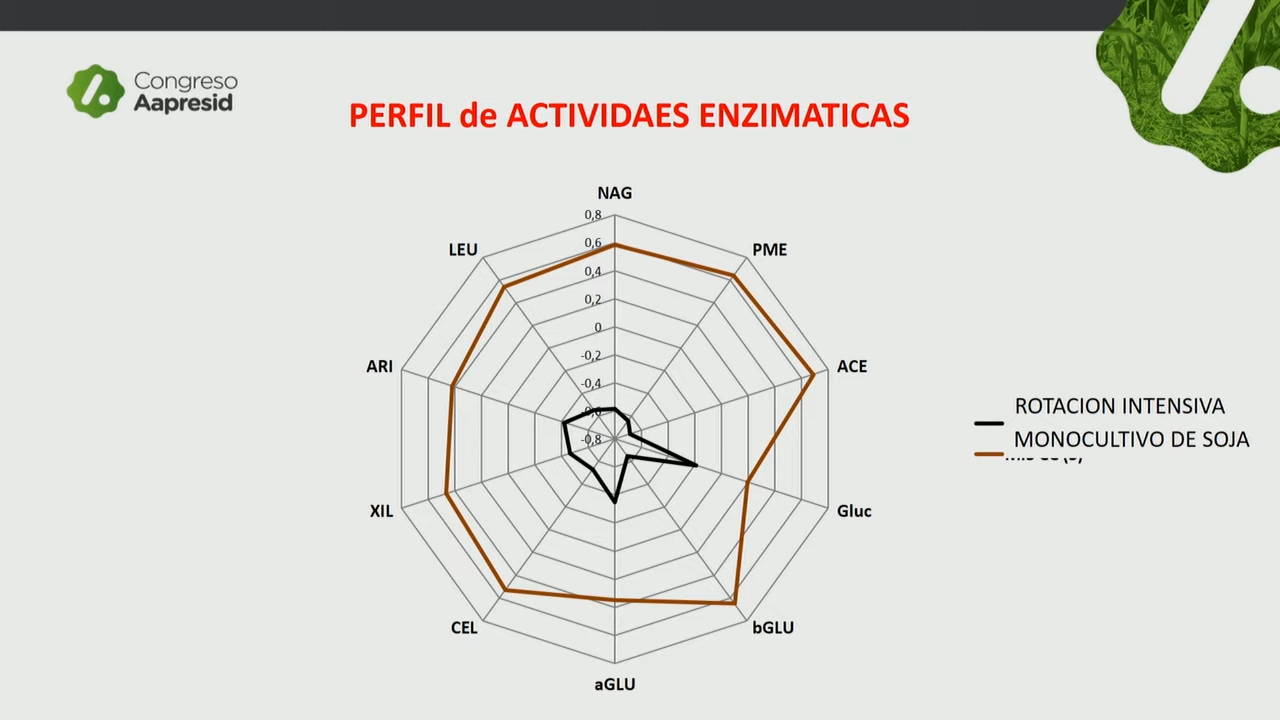 Congreso
Aapresid
PERFIL de ACTIVIDAES ENZIMATICAS
NAG
0,8
LEU
PME
0,6
0,4
0,2
0
ARI
ACE
-0,2
-0,4
-0,6
-0,8
ROTACION INTENSIVA
MONOCULTIVO DE SOJA
XIL
Gluc
CEL
bGLU
aGLU